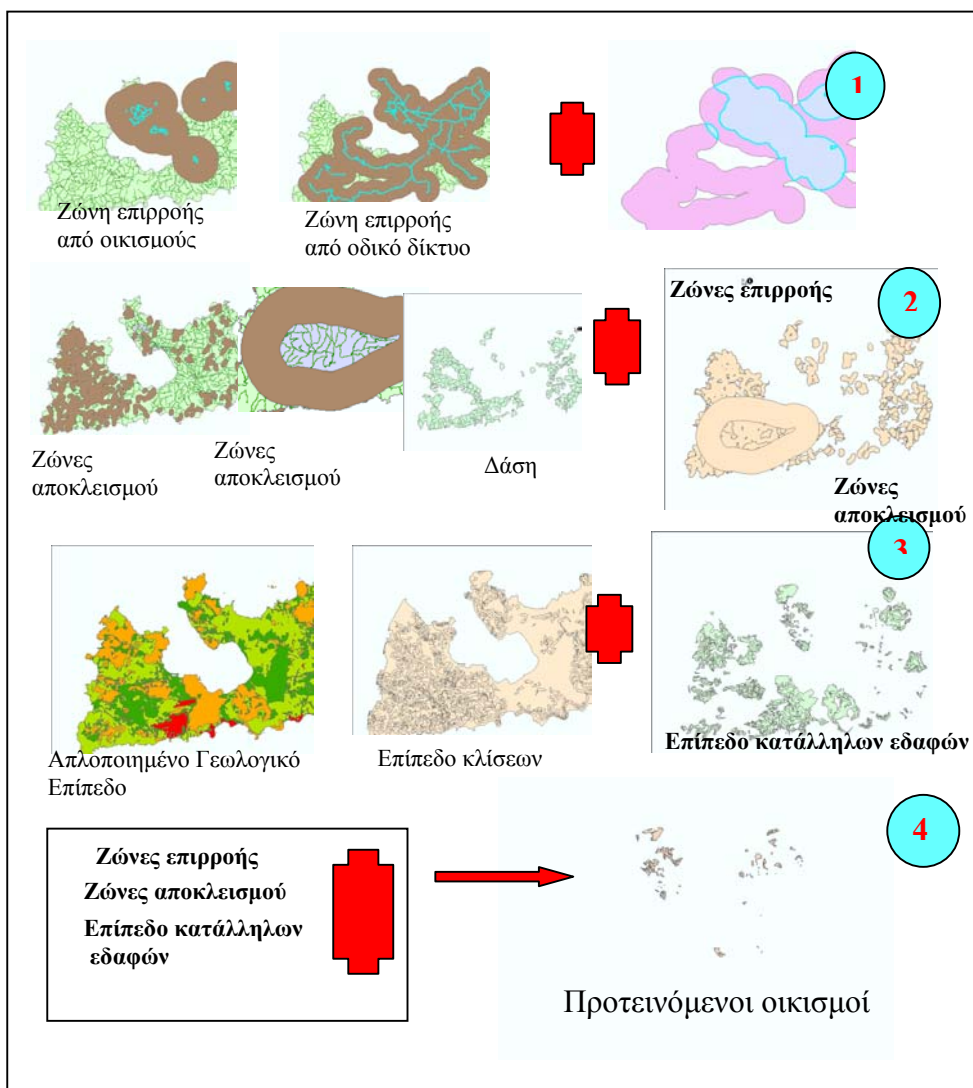 1
Ζώνη επιρροής
από οικισμούς
Ζώνη επιρροής
από οδικό δίκτυο
Ζώνες επιρροής
2
Ζώνες
αποκλεισμού
Ζώνες
αποκλεισμού
Δάση
Ζώνες
αποκλεισμού
3
Απλοποιημένο Γεωλογικό
Επίπεδο
Επίπεδο κλίσεων
Επίπεδο κατάλληλων εδαφών
4
Ζώνες επιρροής
Ζώνες αποκλεισμού
Επίπεδο κατάλληλων
εδαφών
Προτεινόμενοι οικισμοί